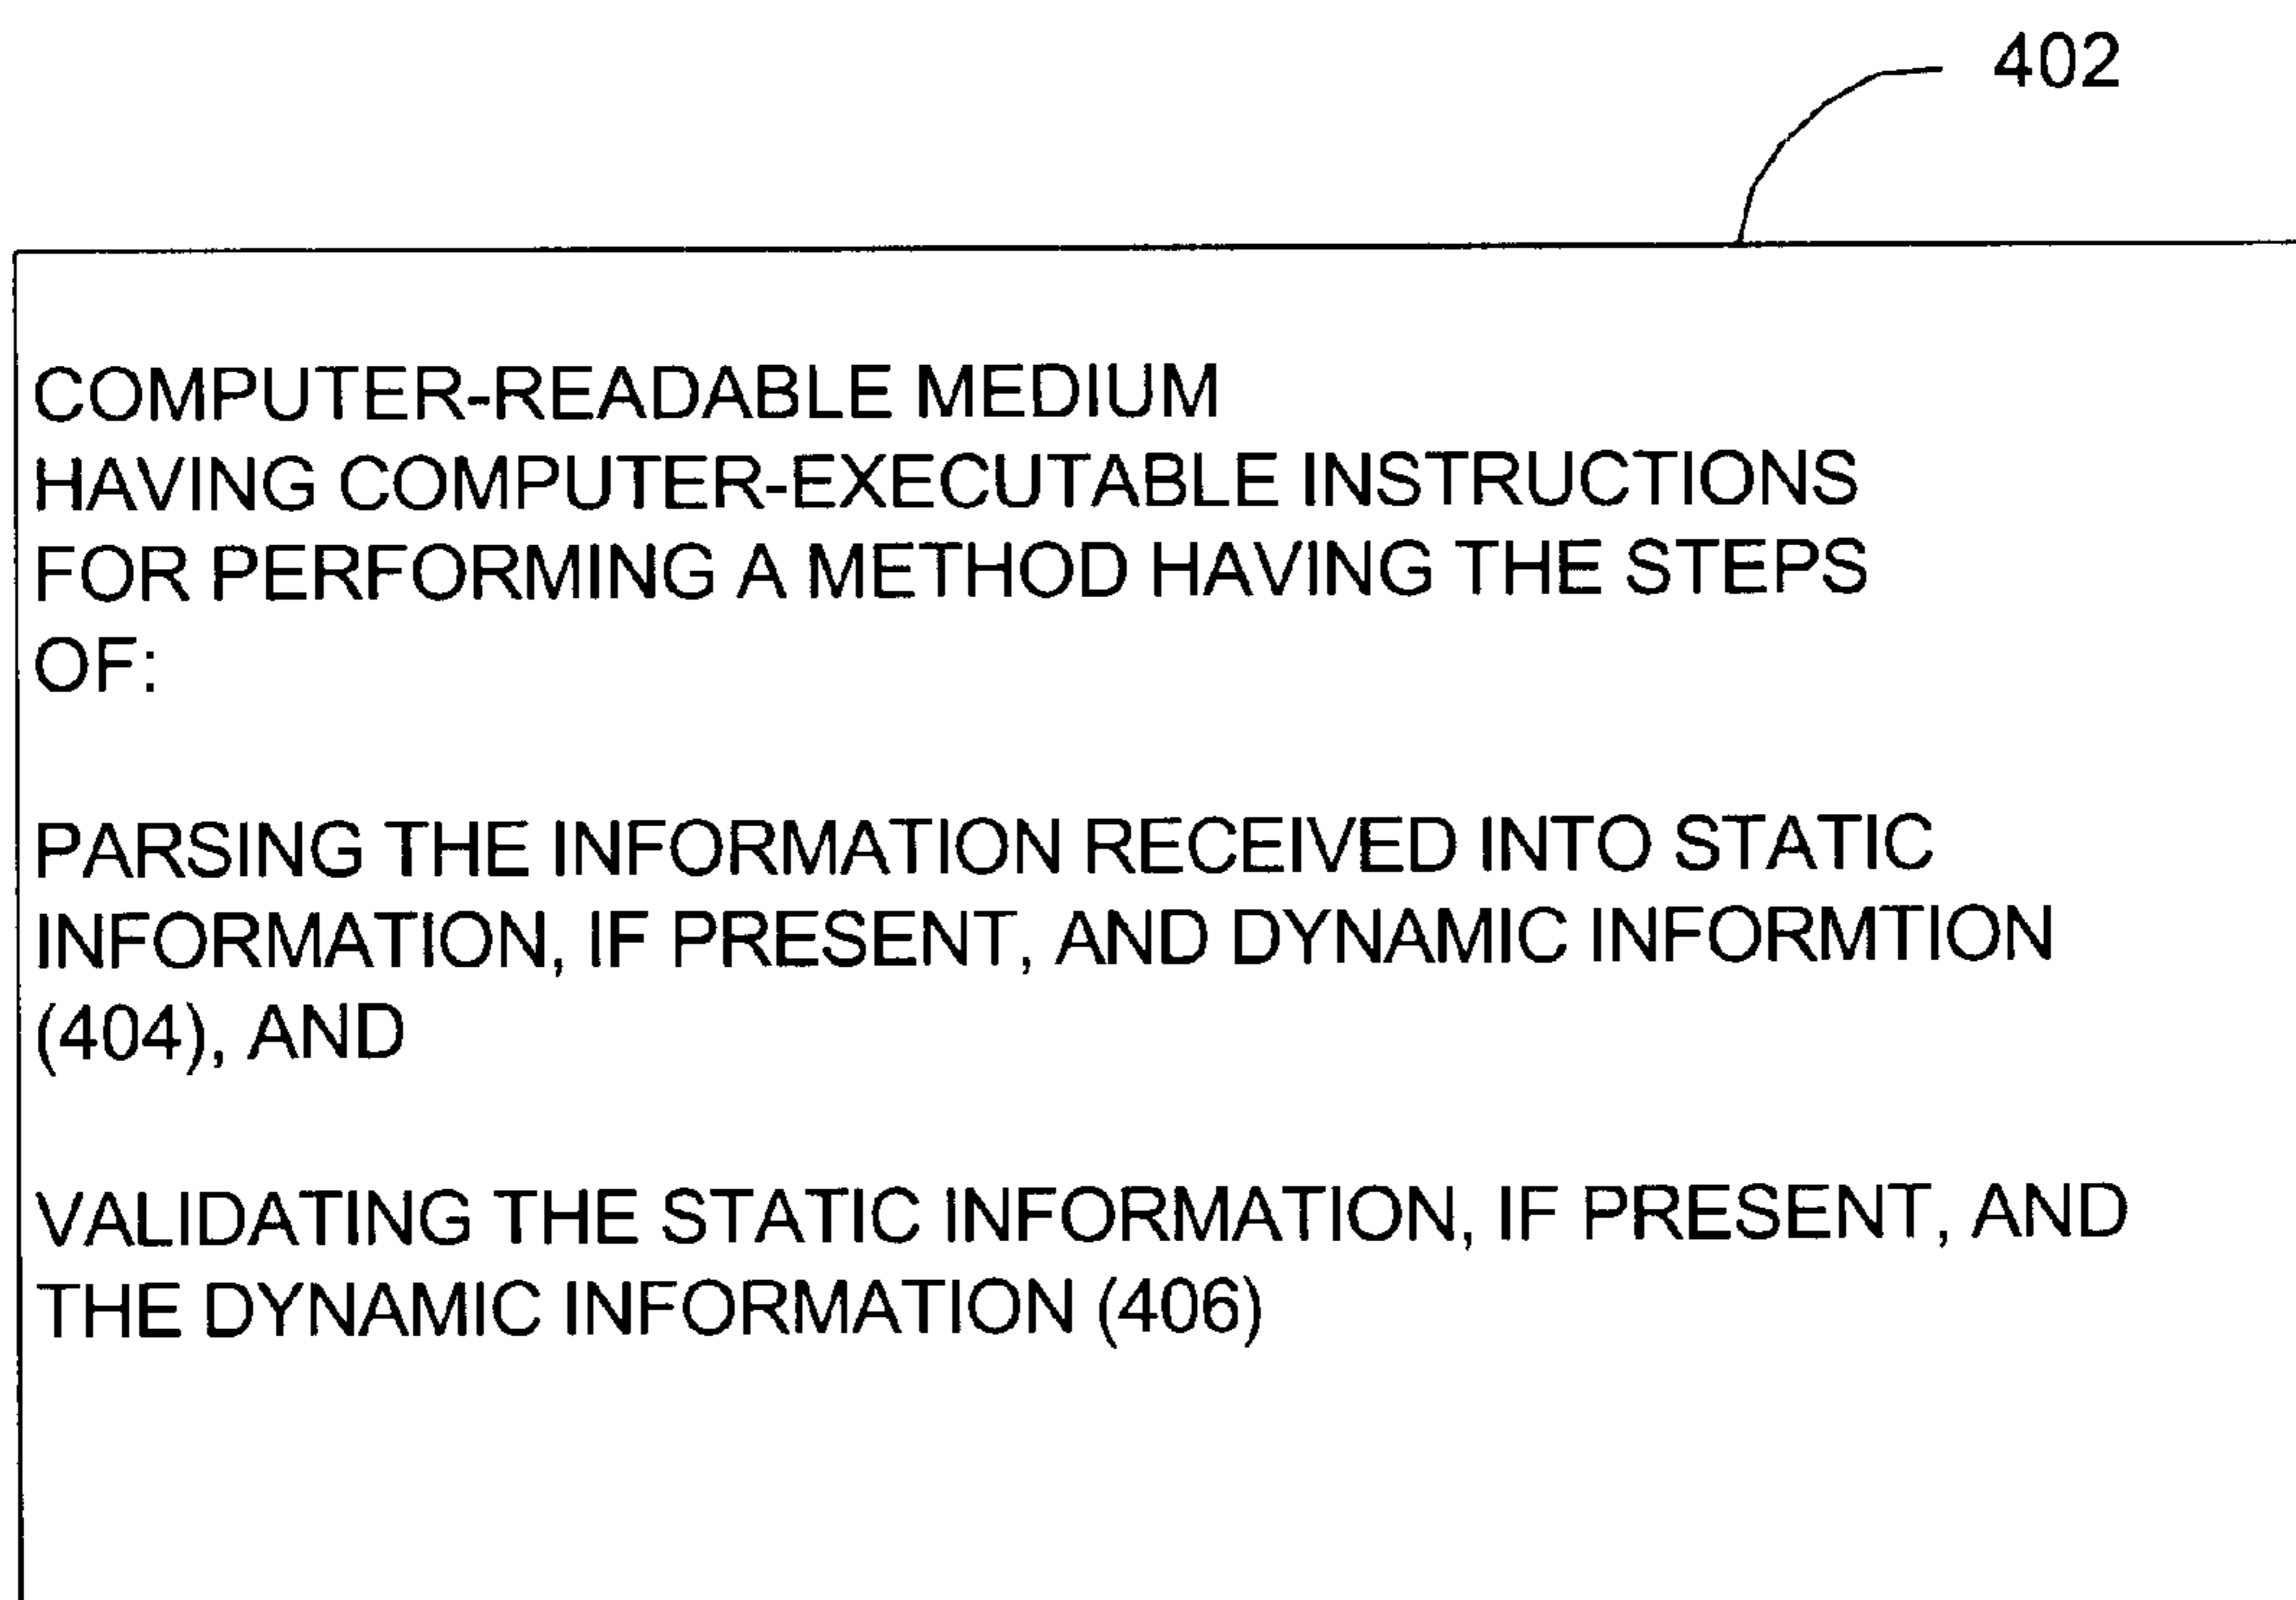 402
COMPUTER-READABLE MEDIUM
HAVING COMPUTER-EXECUTABLE INSTRUCTIONS
FOR PERFORMING A METHOD HAVING THE STEPS
OF:
PARSING THE INFORMATION RECEIVED INTO STATIC
INFORMATION, IF PRESENT, AND DYNAMIC INFORMTION
(404), AND
VALIDATING THE STATIC INFORMATION, IF PRESENT, AND
THE DYNAMIC INFORMATION (406)